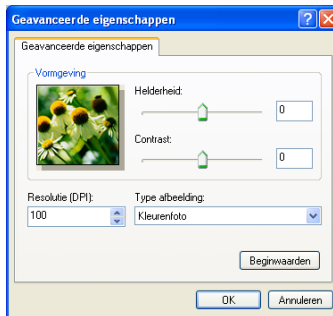 Geavanceerde eigenschappen
Geavanceerde eigenschappen
Vormgeving
Helderheid:
0
Contrast:
0
Resolutie (DPI):
Type afbeelding:
100
Kleurenfoto
Beginwaarden
OK
Annuleren